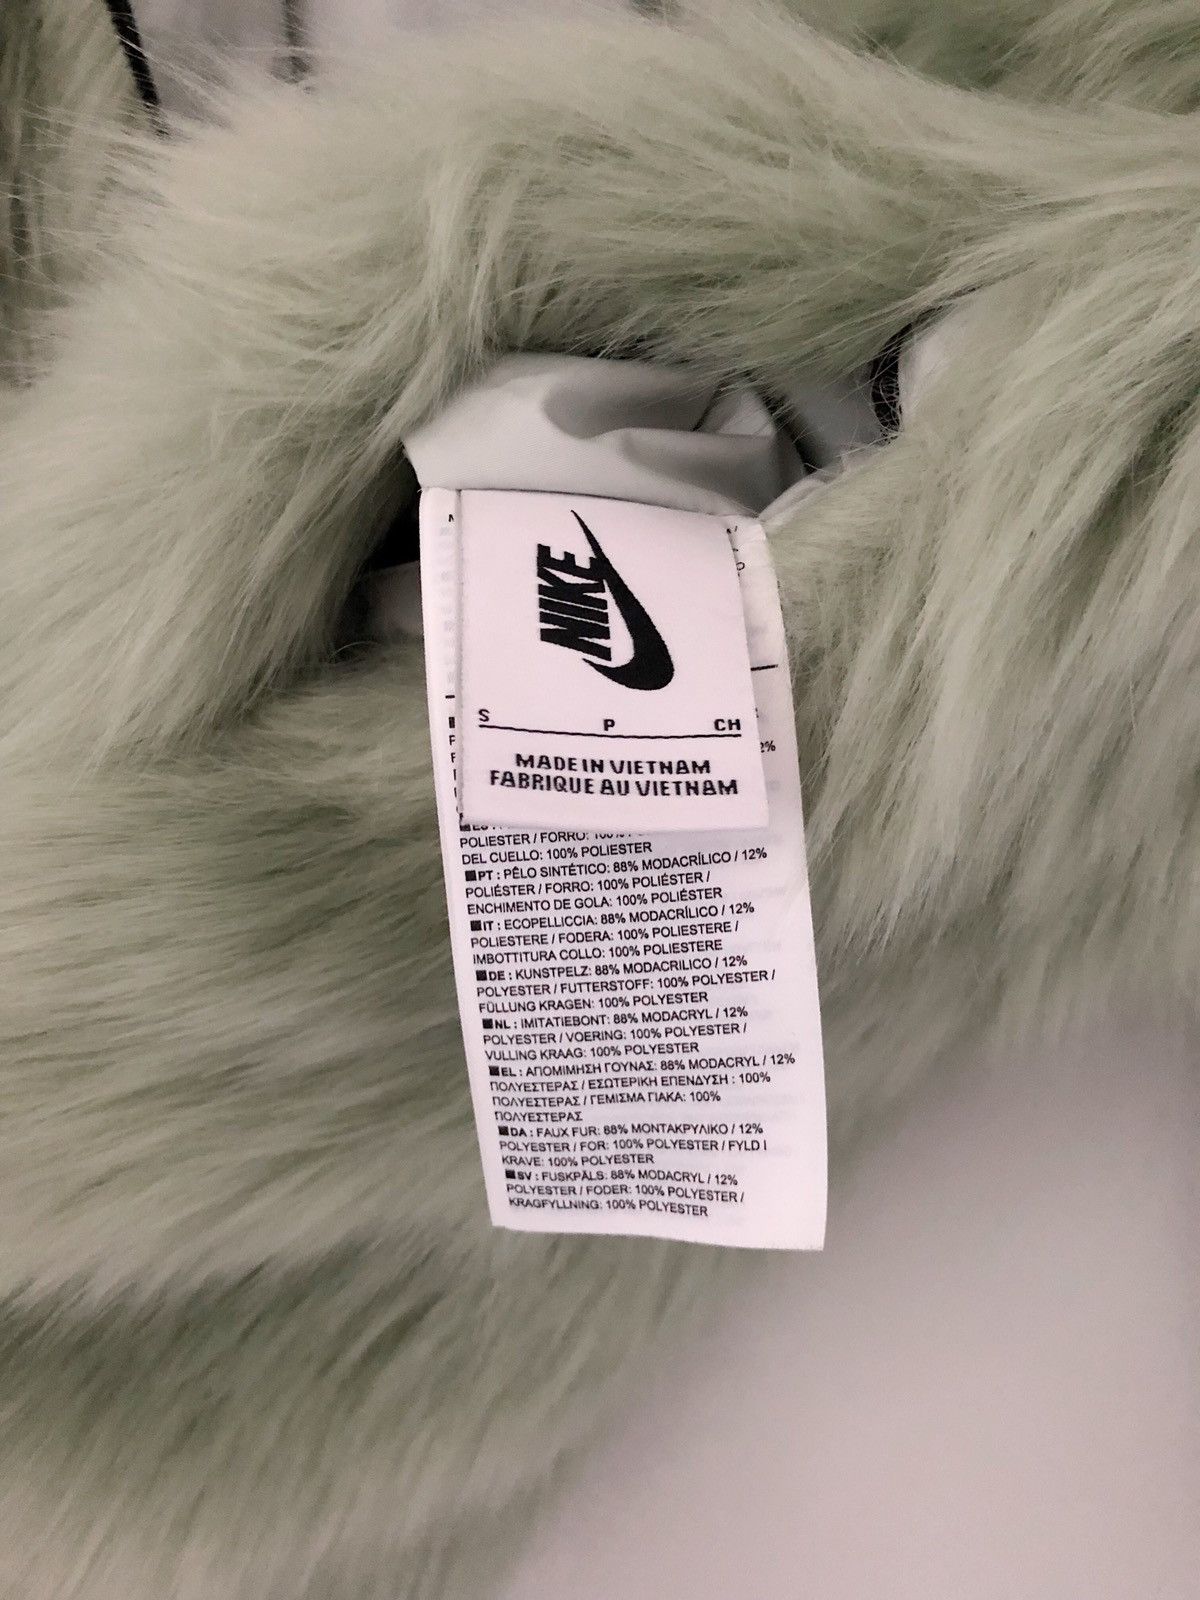 NIKE
S P CH
MADE IN VIETNAM
FABRIQUE AU VIETNAM
POLIESTER / FORRO:
DEL CUELLO: 100% POLIESTER
PT : PÊLO SINTÉTICO: 88% MODACRÍLICO / 12%
POLIÉSTER / FORRO: 100% POLIÉSTER /
ENCHIMENTO DE GOLA: 100% POLIÉSTER
IT : ECOPELLICCIA: 88% MODACRÍLICO / 12%
POLIESTERE / FODERA: 100% POLIESTERE /
IMBOTTITURA COLLO: 100% POLIESTERE
DE : KUNSTPELZ: 88% MODACRILICO / 12%
POLYESTER / FUTTERSTOFF: 100% POLYESTER /
FÜLLUNG KRAGEN: 100% POLYESTER
NL : IMITATIEBONT: 88% MODACRYL / 12%
POLYESTER / VOERING: 100% POLYESTER /
VULLING KRAAG: 100% POLYESTER
EL : ΑΠΟΜΙΜΗΣΗ ΓΟΥΝΑΣ: 88% MODACRYL / 12%
ΠΟΛΥΕΣΤΕΡΑΣ / ΕΣΩΤΕΡΙΚΗ ΕΠΕΝΔΥΣΗ : 100%
ΠΟΛΥΕΣΤΕΡΑΣ / ΓΕΜΙΣΜΑ ΓΙΑΚΑ: 100%
ΠΟΛΥΕΣΤΕΡΑΣ
DA : FAUX FUR: 88% ΜΟΝΤΑΚΡΥΛΙΚΟ / 12%
POLYESTER / FOR: 100% POLYESTER / FYLD I
KRAVE: 100% POLYESTER
SV : FUSKPÄLS: 88% MODACRYL / 12%
POLYESTER / FODER: 100% POLYESTER /
KRAGFYLLNING: 100% POLYESTER